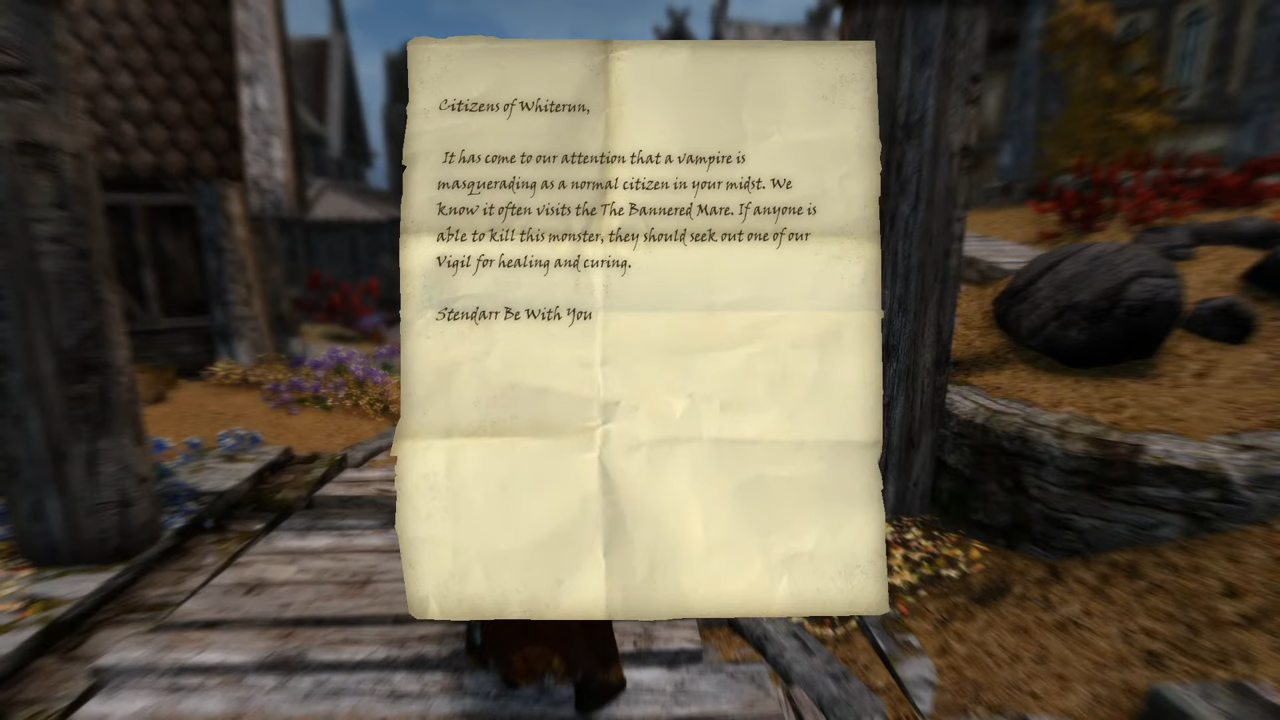 Citizens of Whiterun,
It has come to our attention that a vampire is
masquerading as a normal citizen in your midst. We
know it often visits the The Bannered Mare. If anyone is
able to kill this monster, they should seek out one of our
Vigil for healing and curing.
Stendarr Be With You